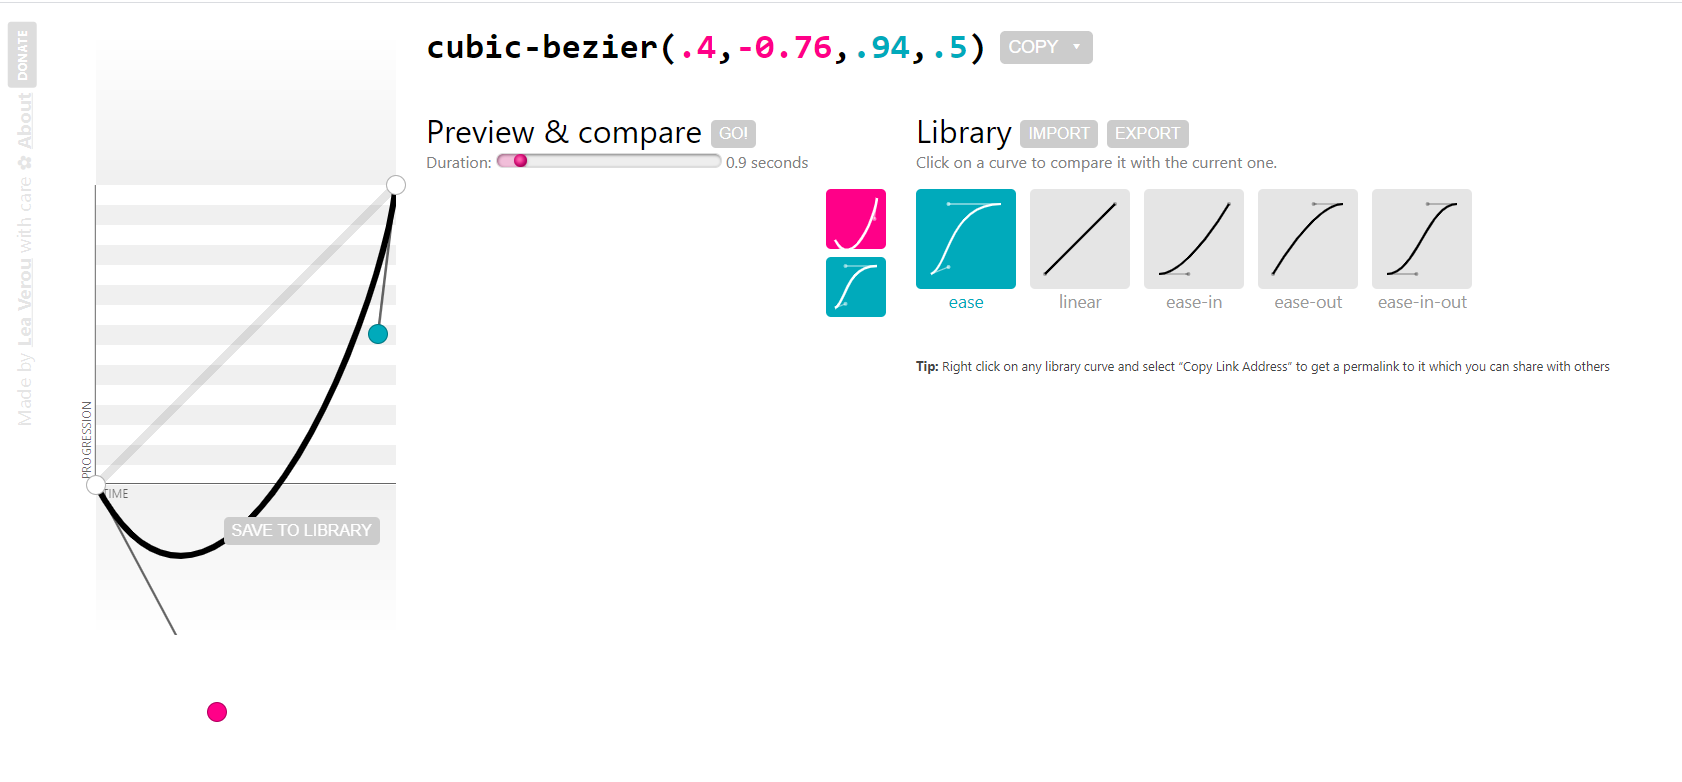 DONATE
Made by Lea Verou with care ✿ About
cubic-bezier(.4,-0.76,.94,.5)
COPY
Preview & compare GO!
Duration: 0.9 seconds
Library IMPORT EXPORT
Click on a curve to compare it with the current one.
ease linear ease-in ease-out ease-in-out
Tip: Right click on any library curve and select “Copy Link Address” to get a permalink to it which you can share with others
PROGRESSION
TIME
SAVE TO LIBRARY